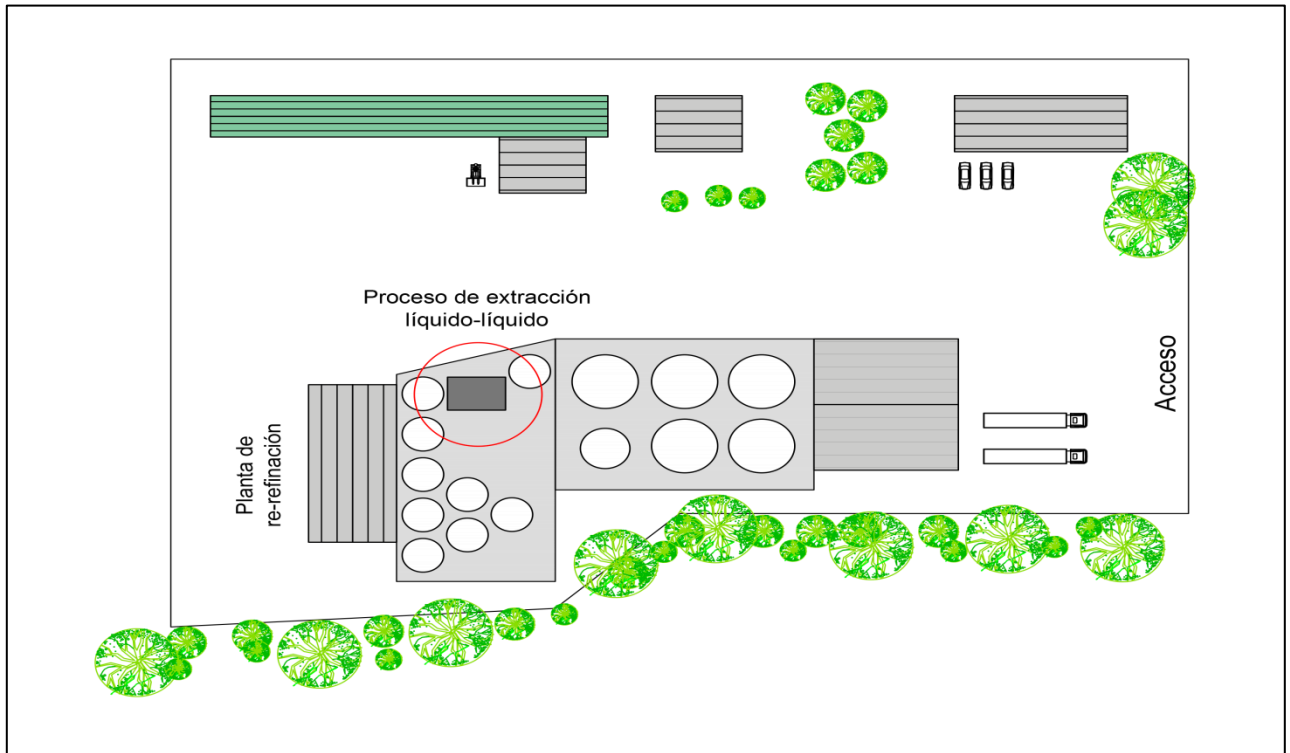 Proceso de extracción
líquido-líquido
Acceso
Planta de
re-refinación